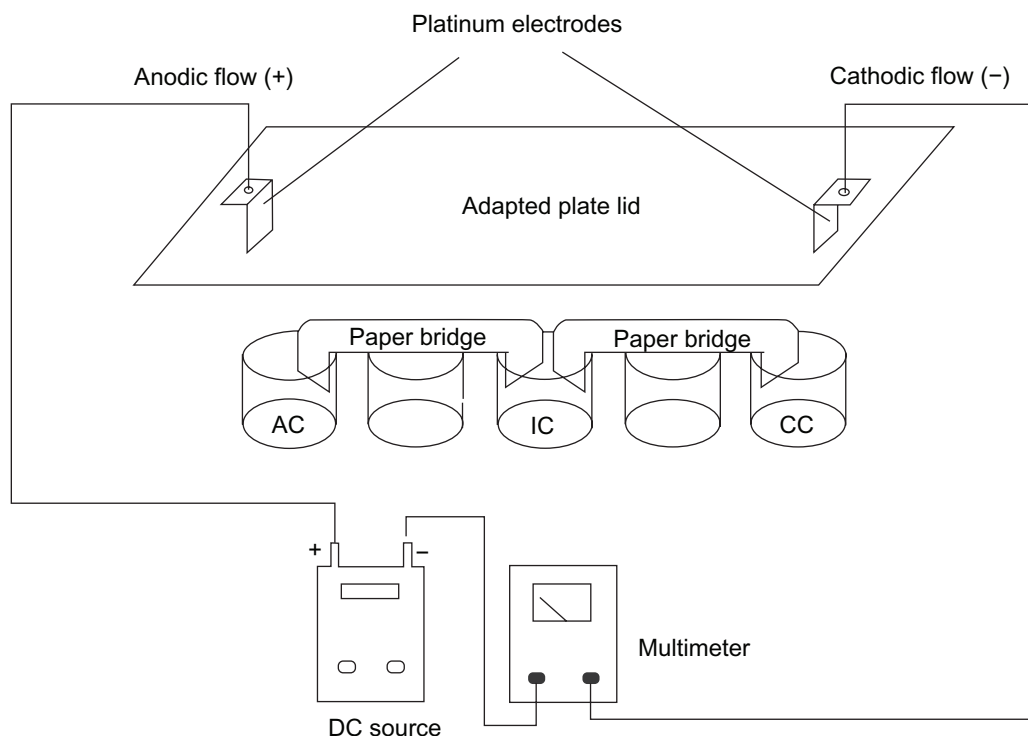 Platinum electrodes
Anodic flow (+)
Cathodic flow (−)
Adapted plate lid
Paper bridge
Paper bridge
AC
IC
CC
+
−
Multimeter
DC source